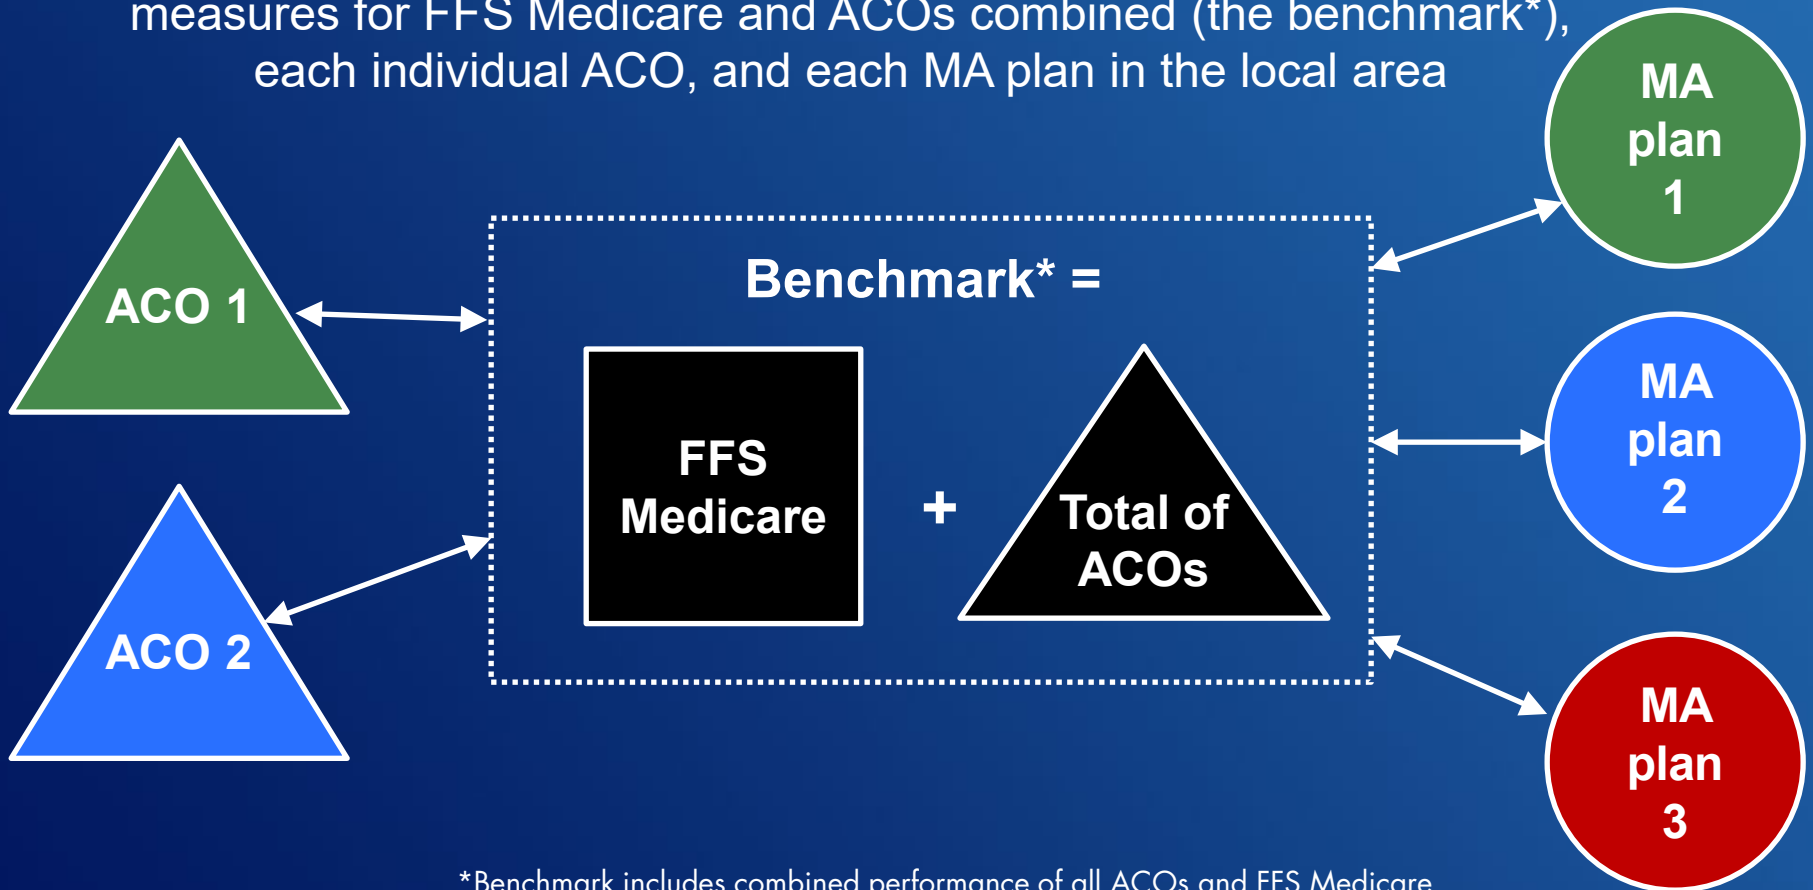 measures for FFS Medicare and ACOs combined (the benchmark*),
each individual ACO, and each MA plan in the local area
ACO 1
ACO 2
Benchmark* =
FFS
Medicare
+
Total of
ACOs
MA
plan
1
MA
plan
2
MA
plan
3
*Benchmark includes combined performance of all ACOs and FFS Medicare